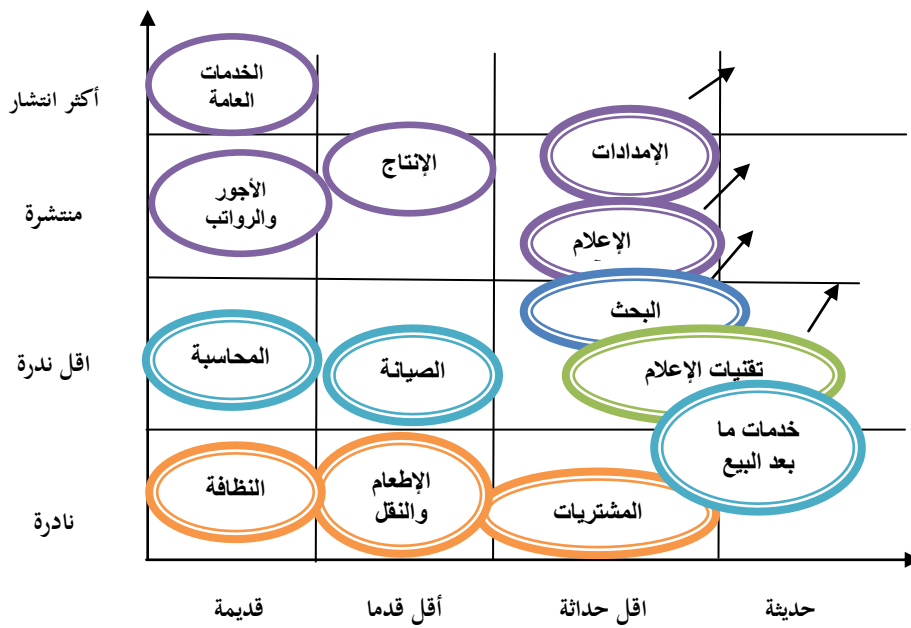 الخدمات
العامة
أكثر انتشار
الإنتاج
الإمدادات
الأجور
والرواتب
منتشرة
الإعلام
البحث
المحاسبة
الصيانة
تقنيات الإعلام
اقل ندرة
خدمات ما
بعد البيع
النظافة
الإطعام
والنقل
المشتريات
نادرة
قديمة
أقل قدما
اقل حداثة
حديثة